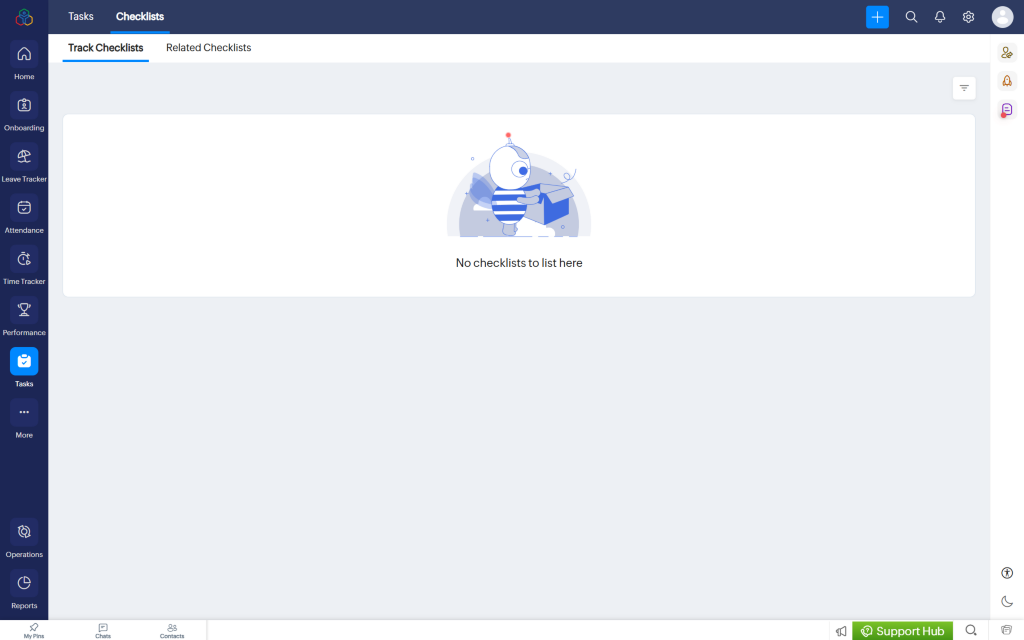 Tasks
Checklists
Track Checklists
Related Checklists
Home
Onboarding
Leave Tracker
Attendance
Time Tracker
Performance
Tasks
More
Operations
Reports
No checklists to list here
My Pins
Chats
Contacts
Support Hub